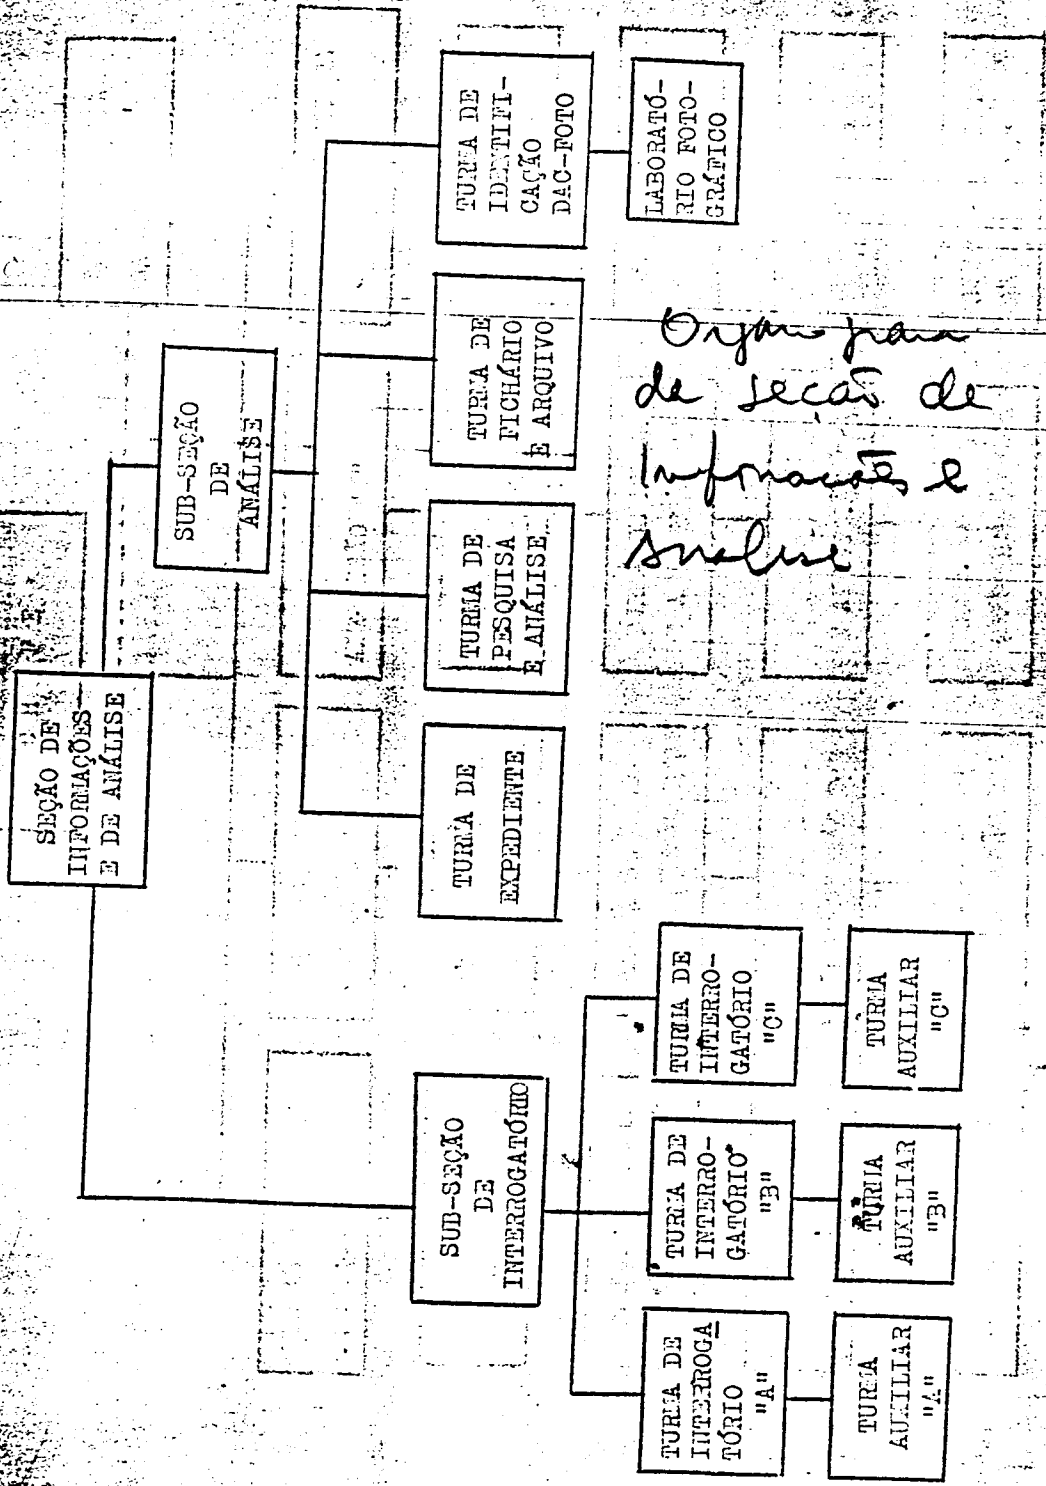 SEÇÃO DE
INFORMAÇÕES
E DE ANÁLISE
SUB-SEÇÃO
DE
INTERROGATÓRIO
SUB-SEÇÃO
DE
ANÁLISE
TURMA DE
INTERROGA
TÓRIO
"A"
TURMA DE
INTERRO-
GATÓRIO
"B"
TURMA DE
INTERRO-
GATÓRIO
"C"
TURMA
AUXILIAR
"A"
TURMA
AUXILIAR
"B"
TURMA
AUXILIAR
"C"
TURMA DE
EXPEDIENTE
TURMA DE
PESQUISA
E ANÁLISE
TURMA DE
FICHÁRIO
E ARQUIVO
TURMA DE
IDENTIFI-
CAÇÃO
DAC-FOTO
LABORATÓ-
RIO FOTO-
GRÁFICO
da seção de
Informações e
Analise